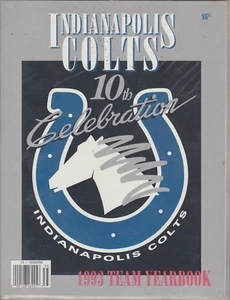 INDIANAPOLIS
COLTS
10th
Celebration
INDIANAPOLIS COLTS
1993 TEAM YEARBOOK